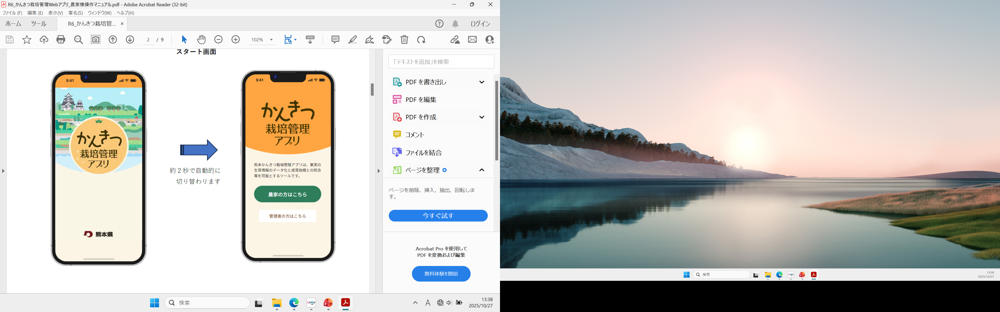 R6_かんきつ栽培管理Webアプリ_農家様操作マニュアル.pdf - Adobe Acrobat Reader (32-bit)
ファイル (F) 編集 (E) 表示(V) 署名(S) ウィンドウ(W) ヘルプ(H)
ホーム ツール R6_かんきつ栽培管... × ログイン
2 / 9 102%
スタート画面
9:41
かんきつ
栽培管理
アプリ
熊本県
約２秒で自動的に
切り替わります
9:41
かんきつ
栽培管理
アプリ
熊本かんきつ栽培管理アプリは、果実の
生育情報のデータ化と成育指標との照合
等を可能とするツールです。
農家の方はこちら
管理者の方はこちら
「テキストを追加」を検索
PDF を書き出し
PDF を編集
PDF を作成
コメント
ファイルを結合
ページを整理
ページを削除、挿入、抽出、回転しま
す。
今すぐ試す
Acrobat Pro を使用して
PDF を変換および編集
無料体験を開始
検索 LoGo A 13:38
2025/10/27
検索 LoGo 13:38
2025/10/27